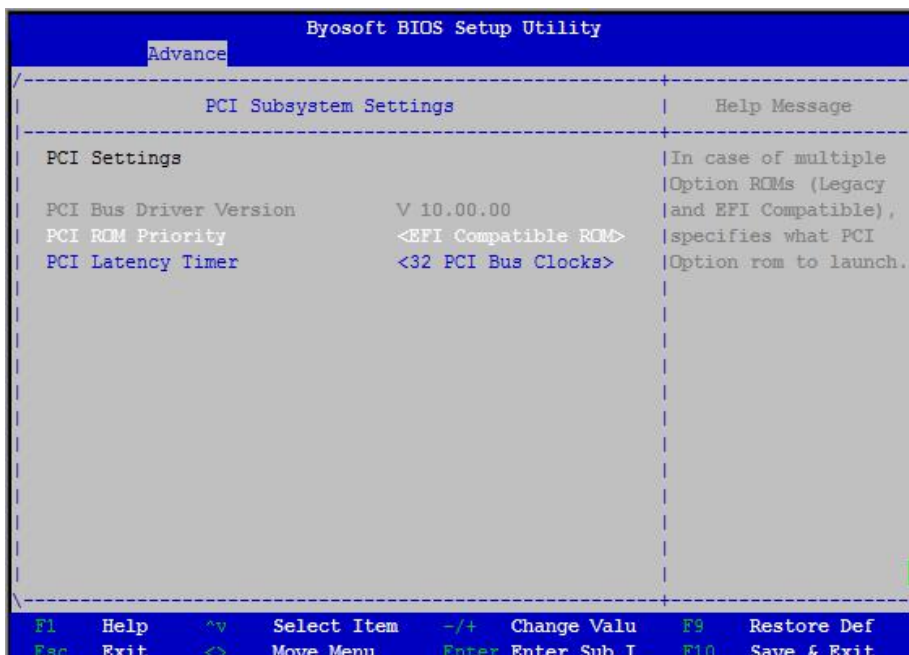 Byosoft BIOS Setup Utility
Advance
PCI Subsystem Settings
Help Message
PCI Settings
PCI Bus Driver Version V 10.00.00
PCI ROM Priority <EFI Compatible ROM>
PCI Latency Timer <32 PCI Bus Clocks>
In case of multiple
Option ROMs (Legacy
and EFI Compatible),
specifies what PCI
Option rom to launch.
F1 Help ^v Select Item -/+ Change Valu F9 Restore Def
Esc Exit <> Move Menu Enter Enter Sub I F10 Save & Exit